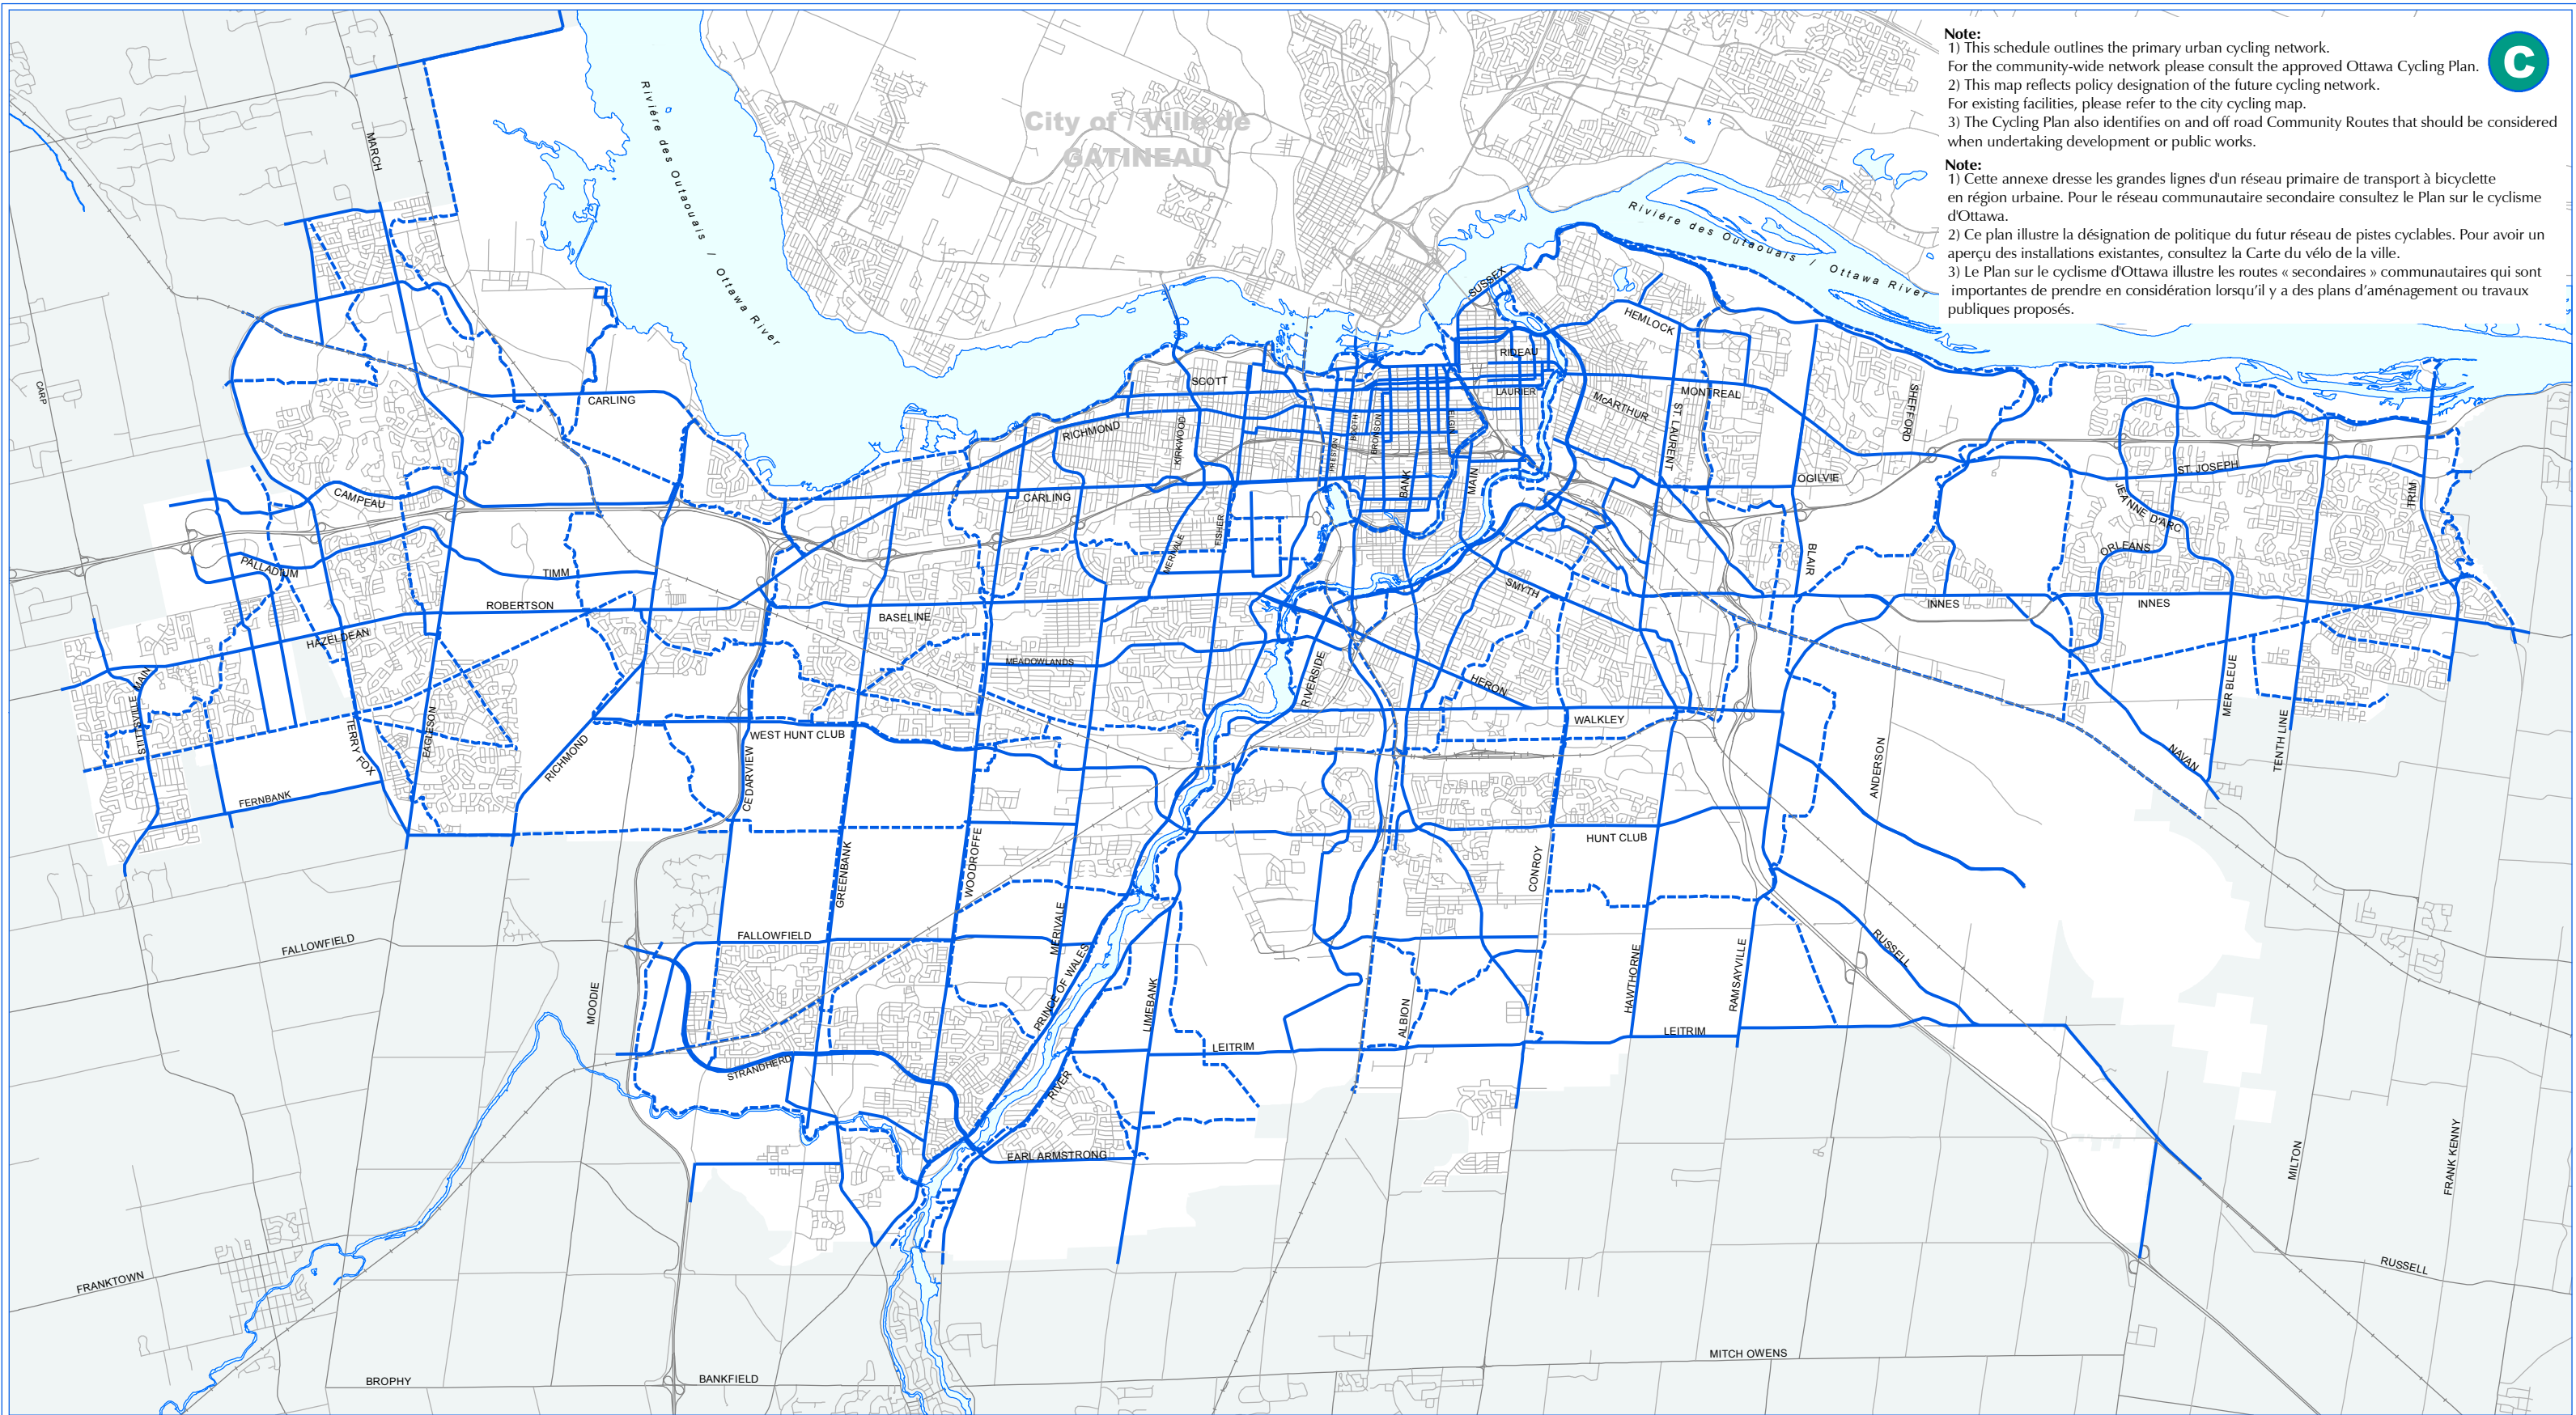 Note:
1) This schedule outlines the primary urban cycling network.
For the community-wide network please consult the approved Ottawa Cycling Plan.
2) This map reflects policy designation of the future cycling network.
For existing facilities, please refer to the city cycling map.
3) The Cycling Plan also identifies on and off road Community Routes that should be considered
when undertaking development or public works.
C
Note:
1) Cette annexe dresse les grandes lignes d'un réseau primaire de transport à bicyclette
en région urbaine. Pour le réseau communautaire secondaire consultez le Plan sur le cyclisme
d'Ottawa.
2) Ce plan illustre la désignation de politique du futur réseau de pistes cyclables. Pour avoir un
aperçu des installations existantes, consultez la Carte du vélo de la ville.
3) Le Plan sur le cyclisme d'Ottawa illustre les routes « secondaires » communautaires qui sont
importantes de prendre en considération lorsqu'il y a des plans d'aménagement ou travaux
publiques proposés.
City of / Ville de
GATINEAU
Riviére des Outaouais / Ottawa River
Riviére des Outaouais / Ottawa River
MARCH
CARP
SUSSEX
HEMLOCK
RIDEAU
SCOTT
LAURIER
McARTHUR
MONTREAL
ST. LAURENT
SHEFFORD
CARLING
RICHMOND
KIRKWOOD
PRESTON
BOOTH
BRONSON
ELGIN
BANK
MAIN
OGILVIE
ST. JOSEPH
JEANNE D'ARC
TRIM
CAMPEAU
CARLING
MERIVALE
FISHER
BLAIR
ORLEANS
PALLADIUM
TIMM
ROBERTSON
BASELINE
SMYTH
INNES
INNES
HAZELDEAN
MEADOWLANDS
RIVERSIDE
HERON
WALKLEY
STITTSVILLE MAIN
TERRY FOX
EAGLESON
RICHMOND
WEST HUNT CLUB
CEDARVIEW
MER BLEUE
TENTH LINE
NAVAN
ANDERSON
FERNBANK
GREENBANK
WOODROFFE
HUNT CLUB
CONROY
FALLOWFIELD
FALLOWFIELD
MERIVALE
PRINCE OF WALES
MOODIE
LIMEBANK
ALBION
HAWTHORNE
RAMSAYVILLE
RUSSELL
LEITRIM
LEITRIM
STRANDHERD
RIVER
EARL ARMSTRONG
MILTON
FRANK KENNY
FRANKTOWN
RUSSELL
MITCH OWENS
BROPHY
BANKFIELD